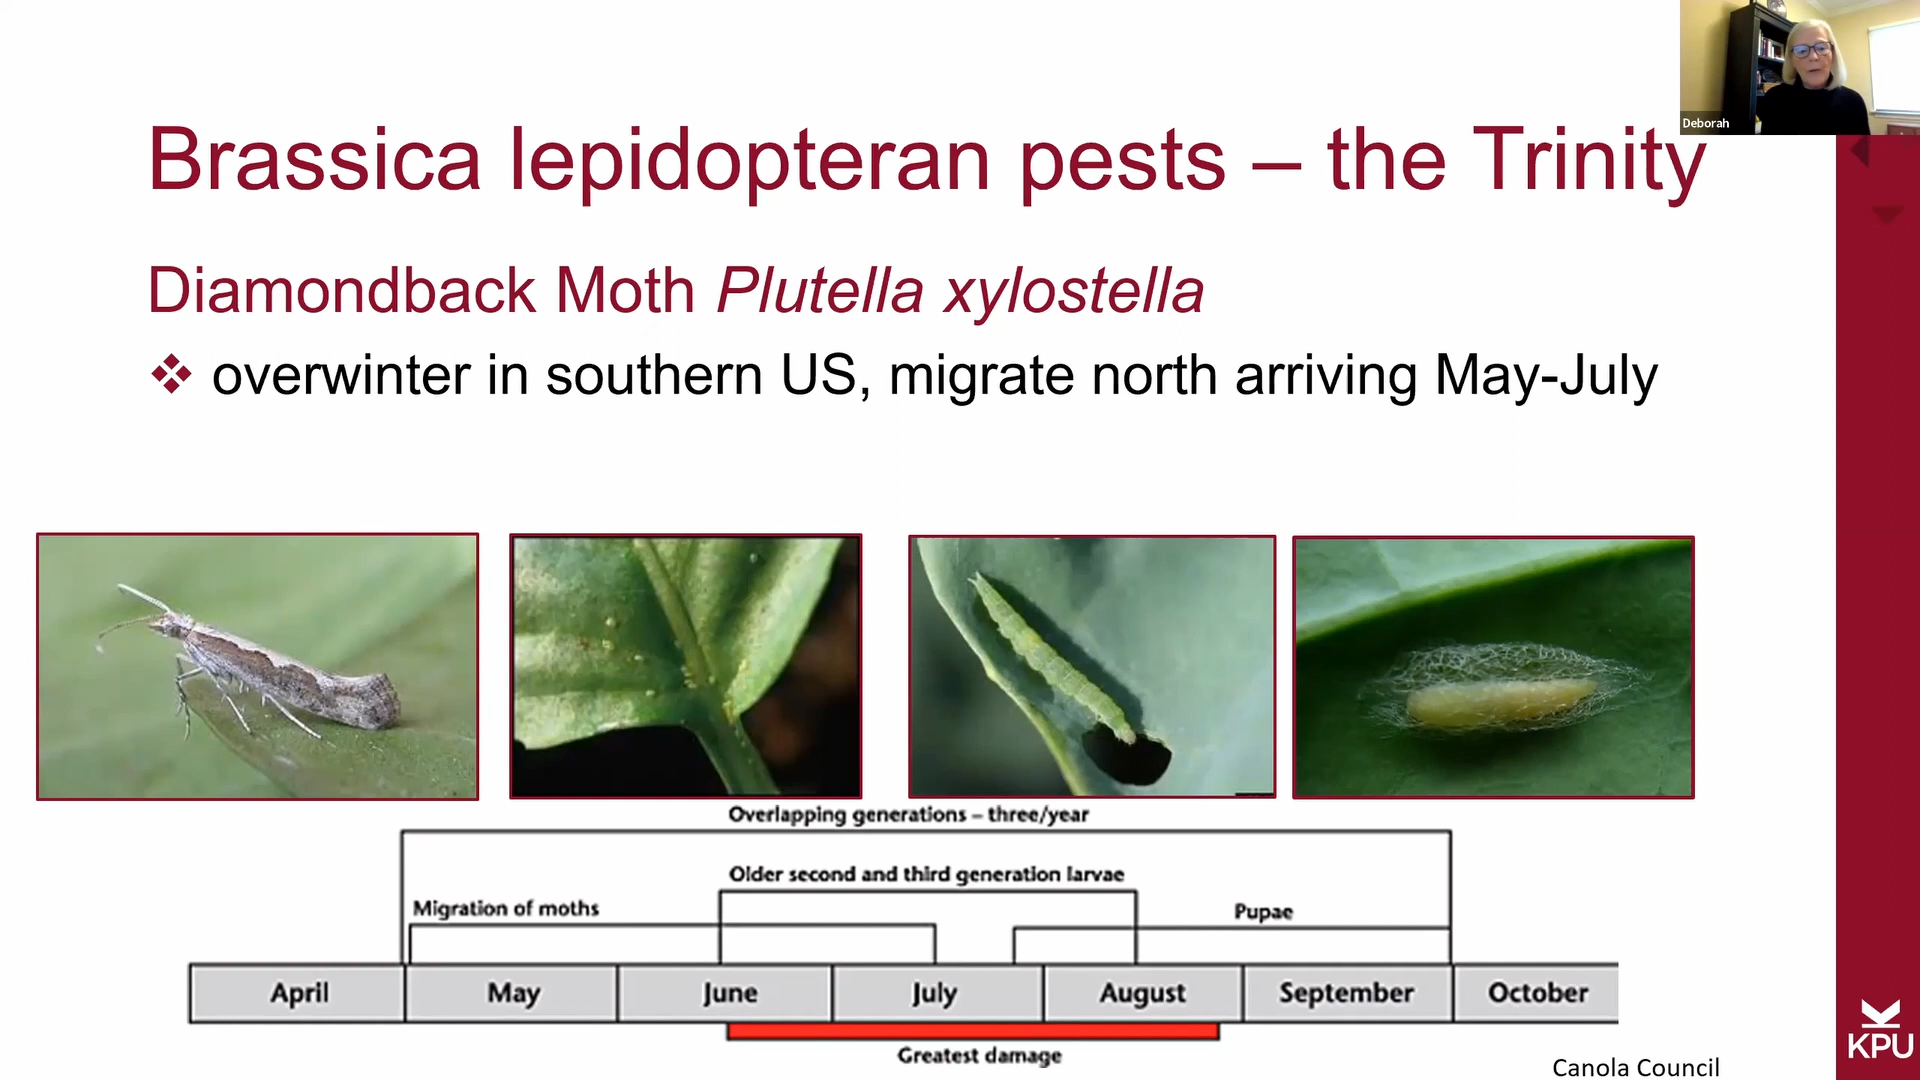 Deborah
Brassica lepidopteran pests – the Trinity
Diamondback Moth Plutella xylostella
❖ overwinter in southern US, migrate north arriving May-July
Overlapping generations – three/year
Older second and third generation larvae
Migration of moths
Pupae
April May June July August September October
Greatest damage
Canola Council
KPU